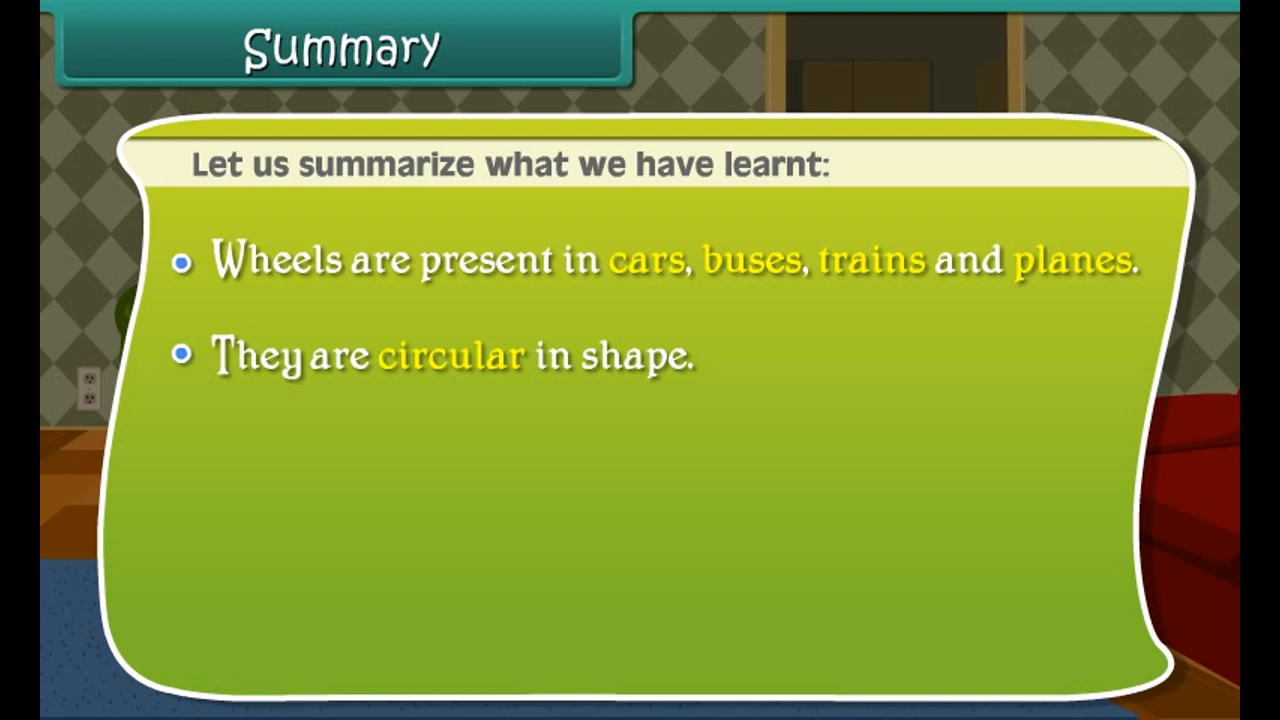 Summary
Let us summarize what we have learnt:
Wheels are present in cars, buses, trains and planes.
They are circular in shape.